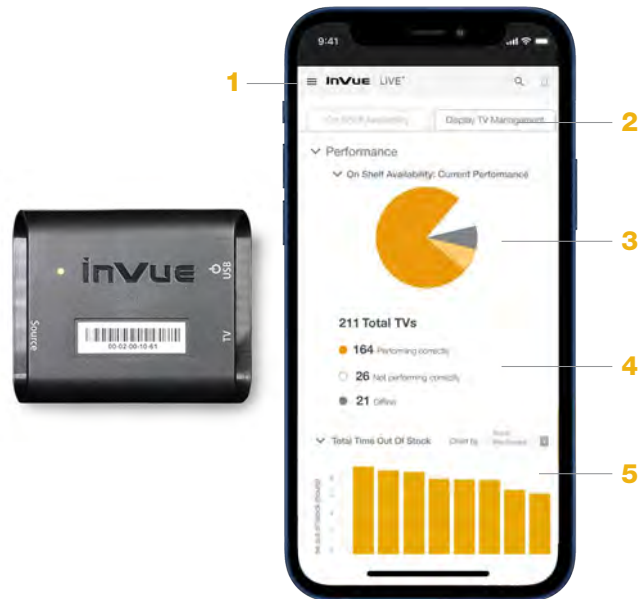 1
2
3
4
5
inVue
Source
USB
TV
00-02-00-10-61
9:41
InVue LIVE
On Shelf Availability
Display TV Management
Performance
On Shelf Availability: Current Performance
211 Total TVs
164 Performing correctly
26 Not performing correctly
21 Offline
Total Time Out Of Stock
Chart by